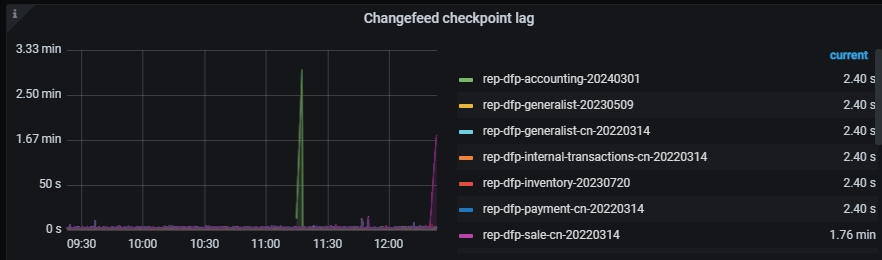 i
Changefeed checkpoint lag
3.33 min
2.50 min
1.67 min
50 s
0 s
09:30 10:00 10:30 11:00 11:30 12:00
current
rep-dfp-accounting-20240301 2.40 s
rep-dfp-generalist-20230509 2.40 s
rep-dfp-generalist-cn-20220314 2.40 s
rep-dfp-internal-transactions-cn-20220314 2.40 s
rep-dfp-inventory-20230720 2.40 s
rep-dfp-payment-cn-20220314 2.40 s
rep-dfp-sale-cn-20220314 1.76 min